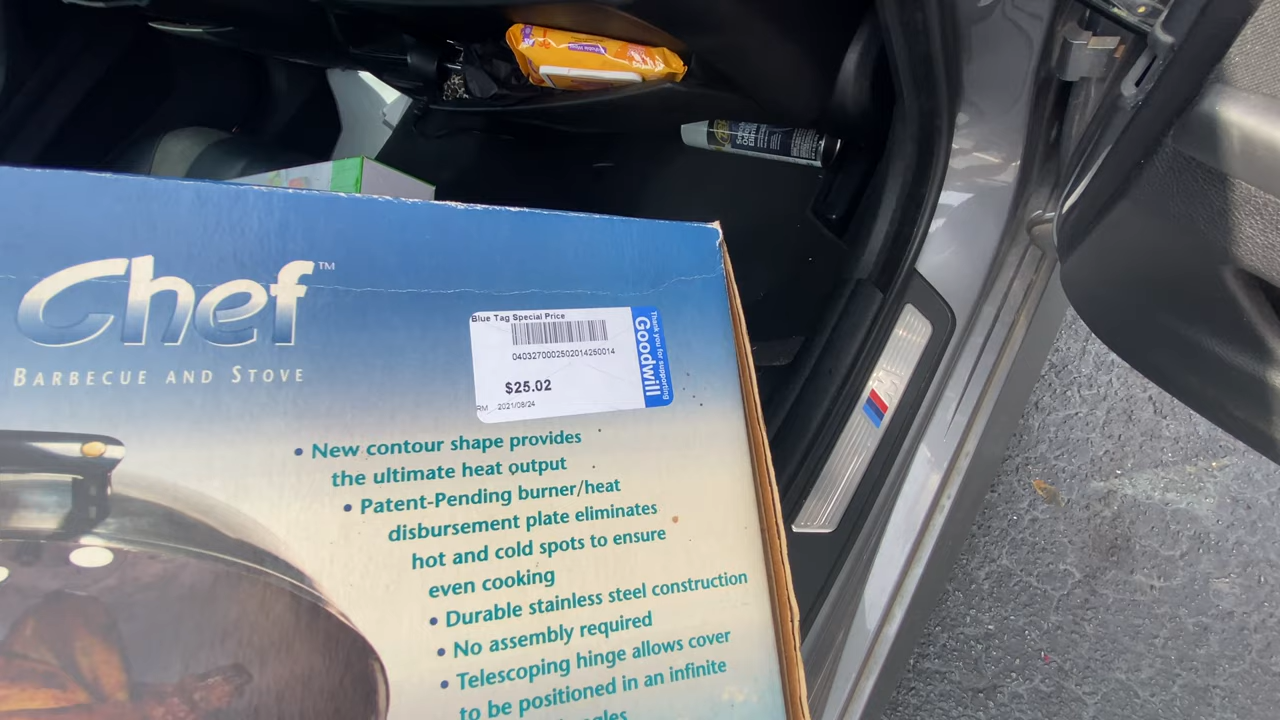 Chef™
BARBECUE AND STOVE
Blue Tag Special Price
0403270002502014250014
$25.02
RM 2021/08/24
Thank you for supporting
Goodwill
• New contour shape provides
the ultimate heat output
• Patent-Pending burner/heat
disbursement plate eliminates
hot and cold spots to ensure
even cooking
• Durable stainless steel construction
• No assembly required
• Telescoping hinge allows cover
to be positioned in an infinite